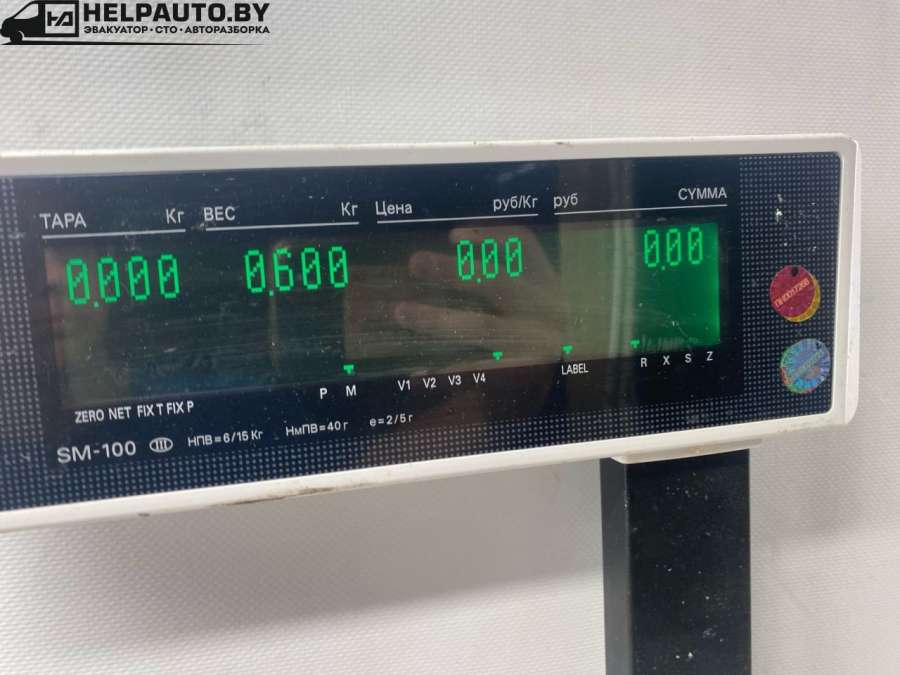 HELPAUTO.BY
ЭВАКУАТОР · СТО · АВТОРАЗБОРКА
ТАРА Кг ВЕС Кг Цена руб/Кг руб СУММА
0.000 0.600 0.00 0.00
P M V1 V2 V3 V4 LABEL R X S Z
ZERO NET FIX T FIX P
SM-100 III НПВ=6/15 Кг НмПВ=40 г e=2/5 г